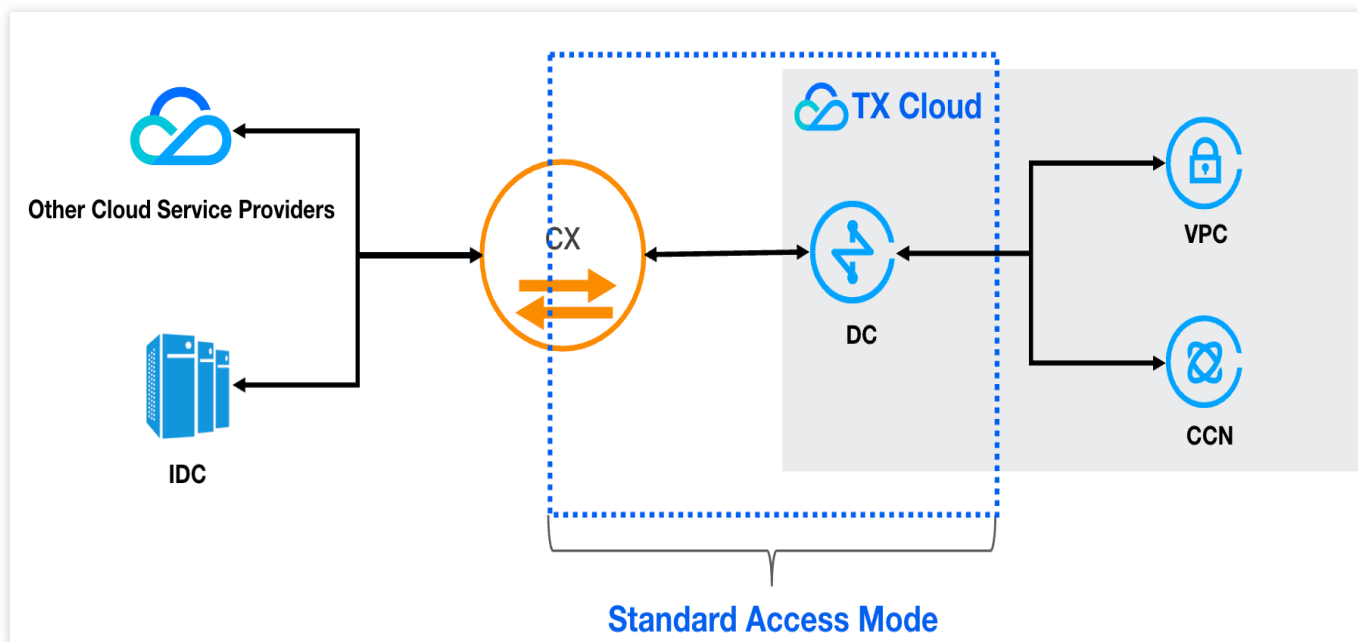 TX Cloud
Other Cloud Service Providers
CX
VPC
DC
CCN
IDC
Standard Access Mode